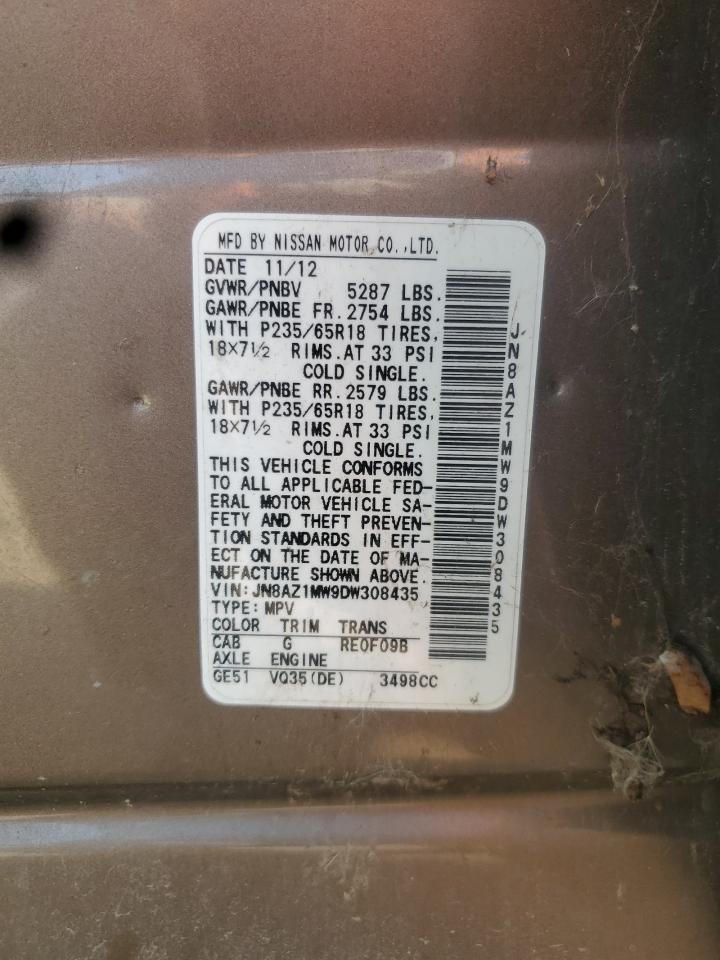 MFD BY NISSAN MOTOR CO.,LTD.
DATE 11/12
GVWR/PNBV 5287 LBS.
GAWR/PNBE FR.2754 LBS.
WITH P235/65R18 TIRES,
18×7½ RIMS.AT 33 PSI
COLD SINGLE.
GAWR/PNBE RR.2579 LBS.
WITH P235/65R18 TIRES,
18×7½ RIMS.AT 33 PSI
COLD SINGLE.
THIS VEHICLE CONFORMS
TO ALL APPLICABLE FED-
ERAL MOTOR VEHICLE SA-
FETY AND THEFT PREVEN-
TION STANDARDS IN EFF-
ECT ON THE DATE OF MA-
NUFACTURE SHOWN ABOVE.
VIN: JN8AZ1MW9DW308435
TYPE: MPV
COLOR TRIM TRANS
CAB G RE0F09B
AXLE ENGINE
GE51 VQ35(DE) 3498CC
JN8AZ1MW9DW308435